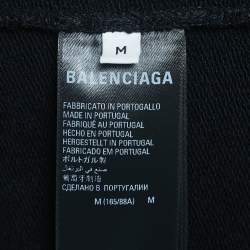 M
BALENCIAGA
FABBRICATO IN PORTOGALLO
MADE IN PORTUGAL
FABRIQUÉ AU PORTUGAL
HECHO EN PORTUGAL
HERGESTELLT IN PORTUGAL
FABRICADO EM PORTUGAL
ポルトガル製
صنع في البرتغال
葡萄牙制造
СДЕЛАНО В ПОРТУГАЛИИ
M (165/88A) M